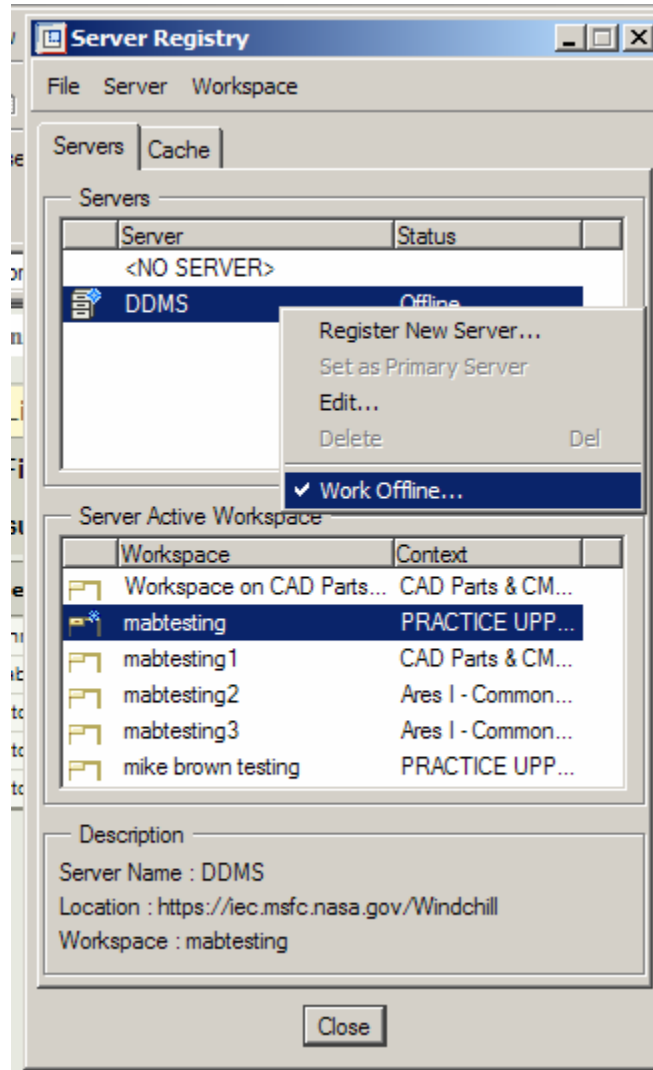 Server Registry
File Server Workspace
Servers Cache
Servers
Server Status
<NO SERVER>
DDMS Offline
Register New Server...
Set as Primary Server
Edit...
Delete Del
Work Offline...
Server Active Workspace
Workspace Context
Workspace on CAD Parts... CAD Parts & CM...
mabtesting PRACTICE UPP...
mabtesting1 CAD Parts & CM...
mabtesting2 Ares I - Common...
mabtesting3 Ares I - Common...
mike brown testing PRACTICE UPP...
Description
Server Name : DDMS
Location : https://iec.msfc.nasa.gov/Windchill
Workspace : mabtesting
Close